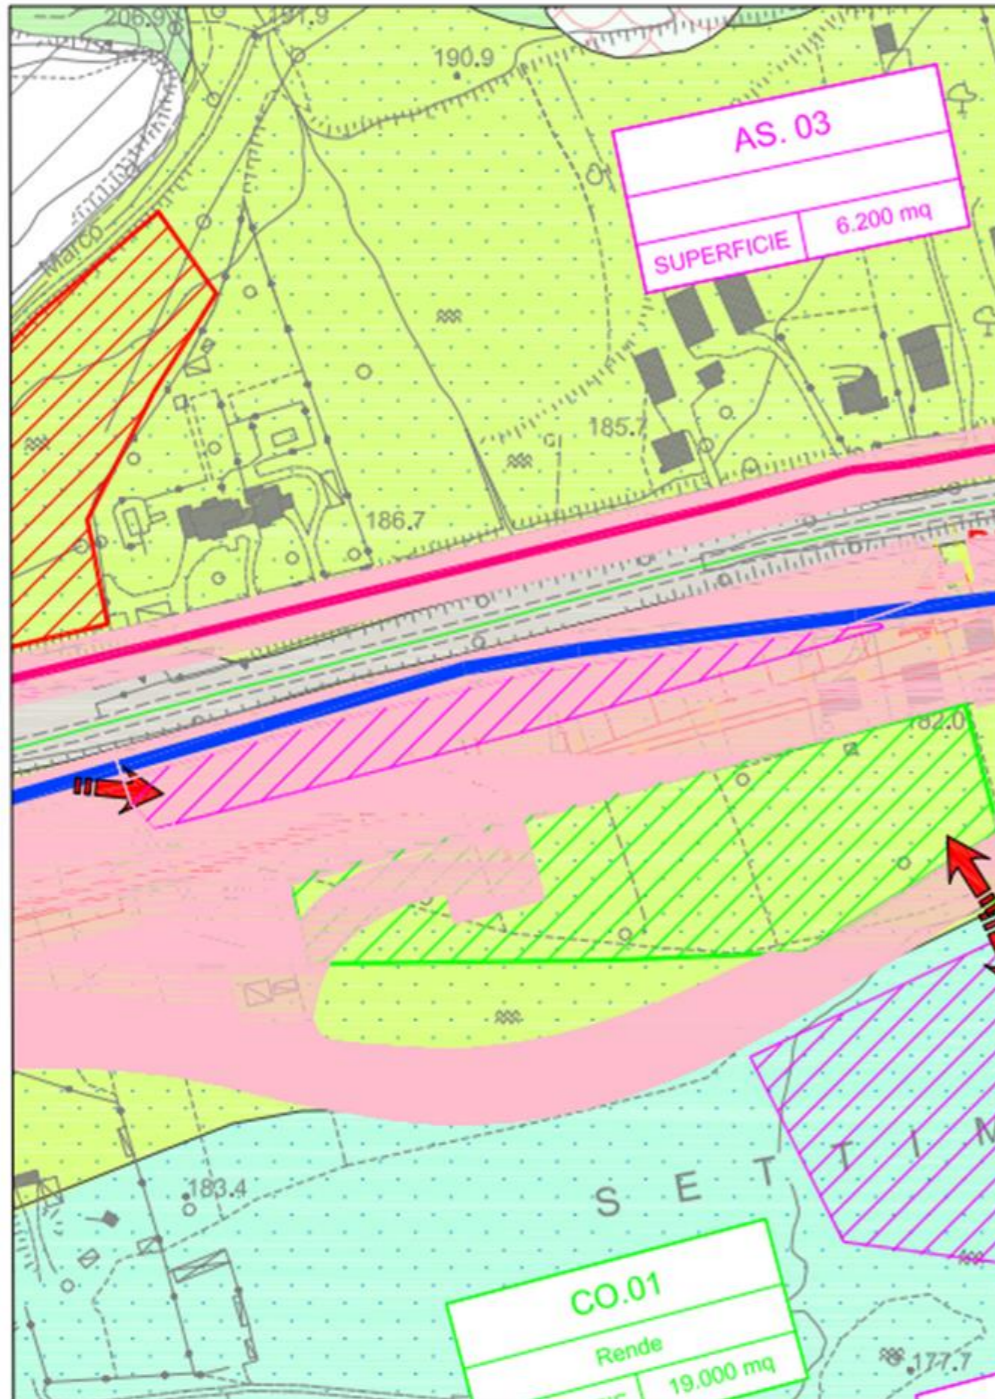 206.9
191.9
190.9
AS. 03
SUPERFICIE
6.200 mq
Marco
185.7
186.7
182.0
S E T T I M
183.4
CO.01
Rende
19.000 mq
177.7